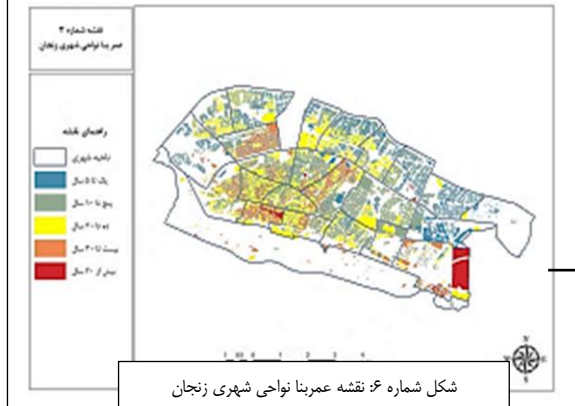 نقشه شماره ۳
عمر بنا نواحی شهری زنجان
راهنمای نقشه
ناحیه شهری
یک تا ۵ سال
پنج تا ۱۰ سال
ده تا ۲۰ سال
بیست تا ۳۰ سال
بیش از ۳۰ سال
N
E
S
شکل شماره ۶: نقشه عمربنا نواحی شهری زنجان